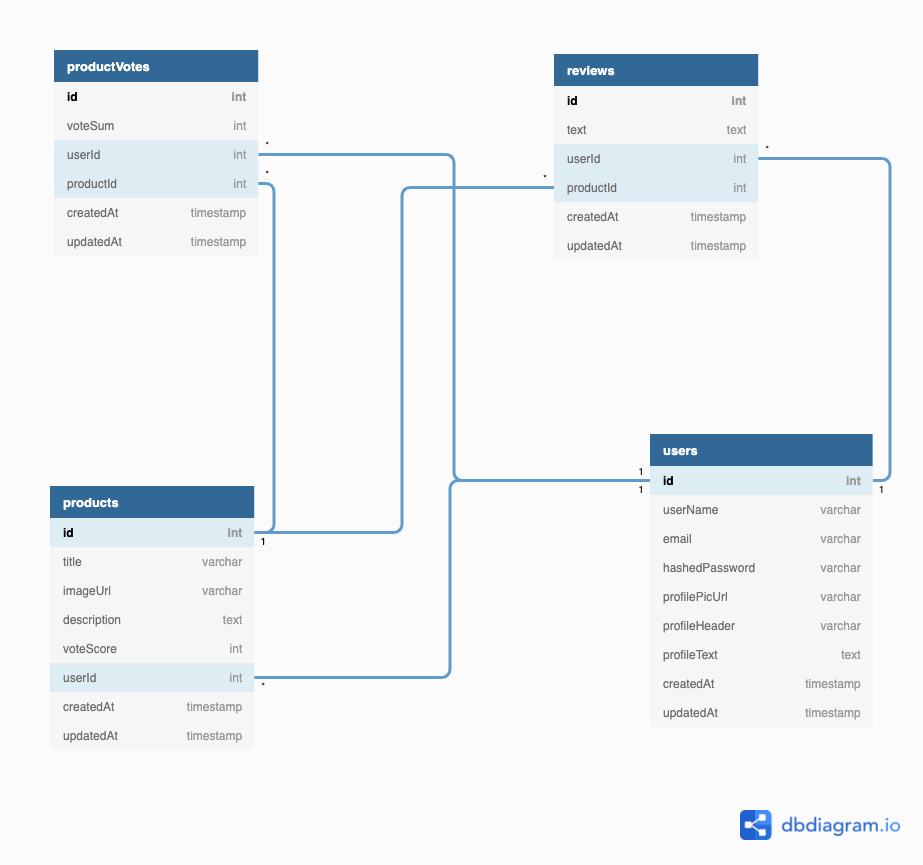 productVotes
id int
voteSum int
userId int
productId int
createdAt timestamp
updatedAt timestamp
*
*
reviews
id int
text text
userId int
productId int
createdAt timestamp
updatedAt timestamp
*
*
products
id int
title varchar
imageUrl varchar
description text
voteScore int
userId int
createdAt timestamp
updatedAt timestamp
1
*
users
id int
userName varchar
email varchar
hashedPassword varchar
profilePicUrl varchar
profileHeader varchar
profileText text
createdAt timestamp
updatedAt timestamp
1
1
1
dbdiagram.io